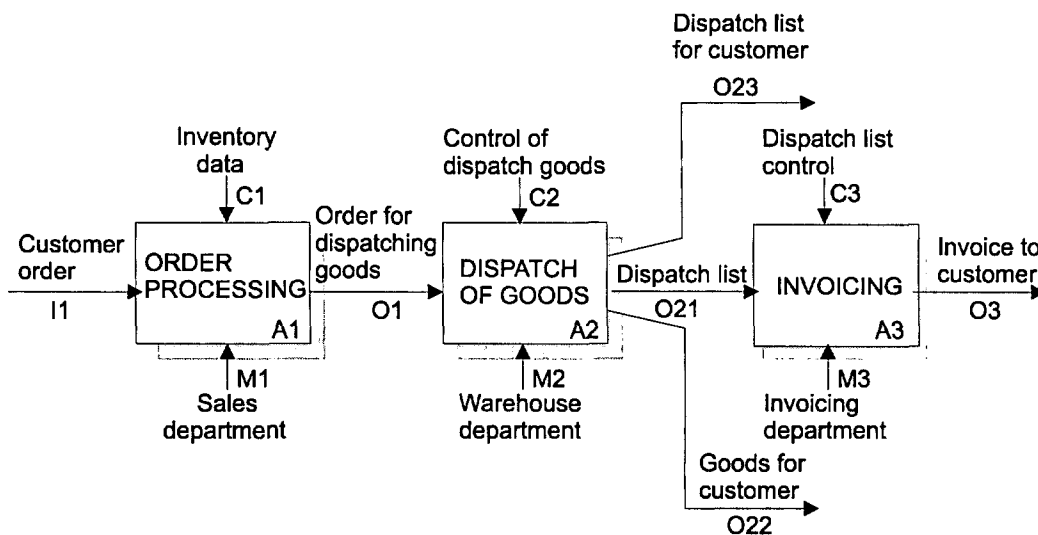 Dispatch list
for customer
O23
Inventory
data
C1
Control of
dispatch goods
C2
Dispatch list
control
C3
Customer
order
I1
ORDER
PROCESSING
A1
Order for
dispatching
goods
O1
DISPATCH
OF GOODS
A2
Dispatch list
O21
INVOICING
A3
Invoice to
customer
O3
M1
Sales
department
M2
Warehouse
department
M3
Invoicing
department
Goods for
customer
O22